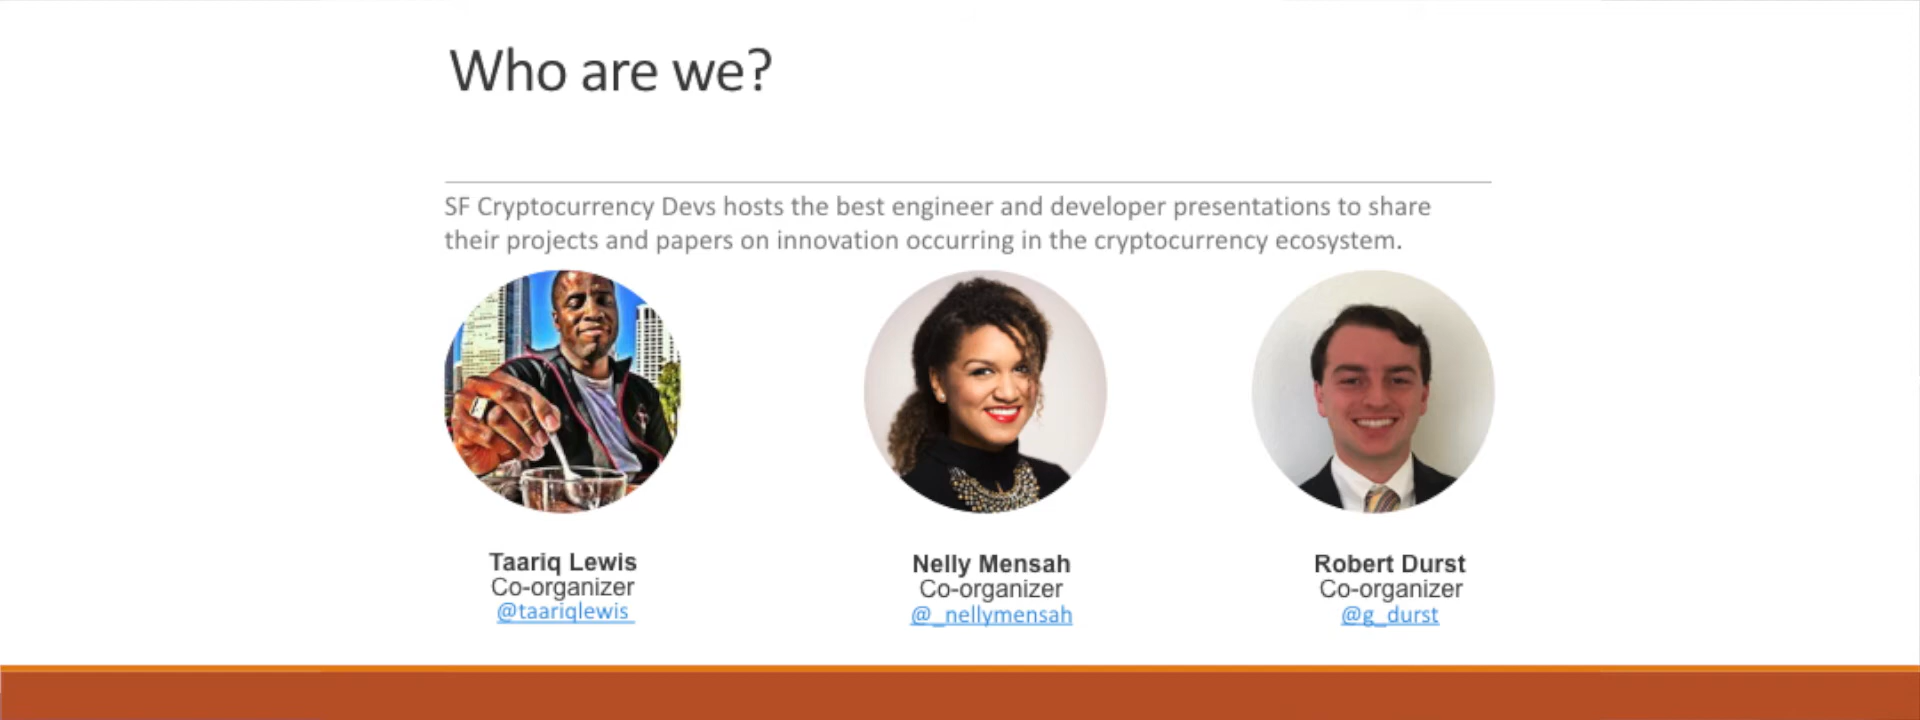 Who are we?
SF Cryptocurrency Devs hosts the best engineer and developer presentations to share
their projects and papers on innovation occurring in the cryptocurrency ecosystem.
Taariq Lewis
Co-organizer
@taariqlewis
Nelly Mensah
Co-organizer
@_nellymensah
Robert Durst
Co-organizer
@g_durst